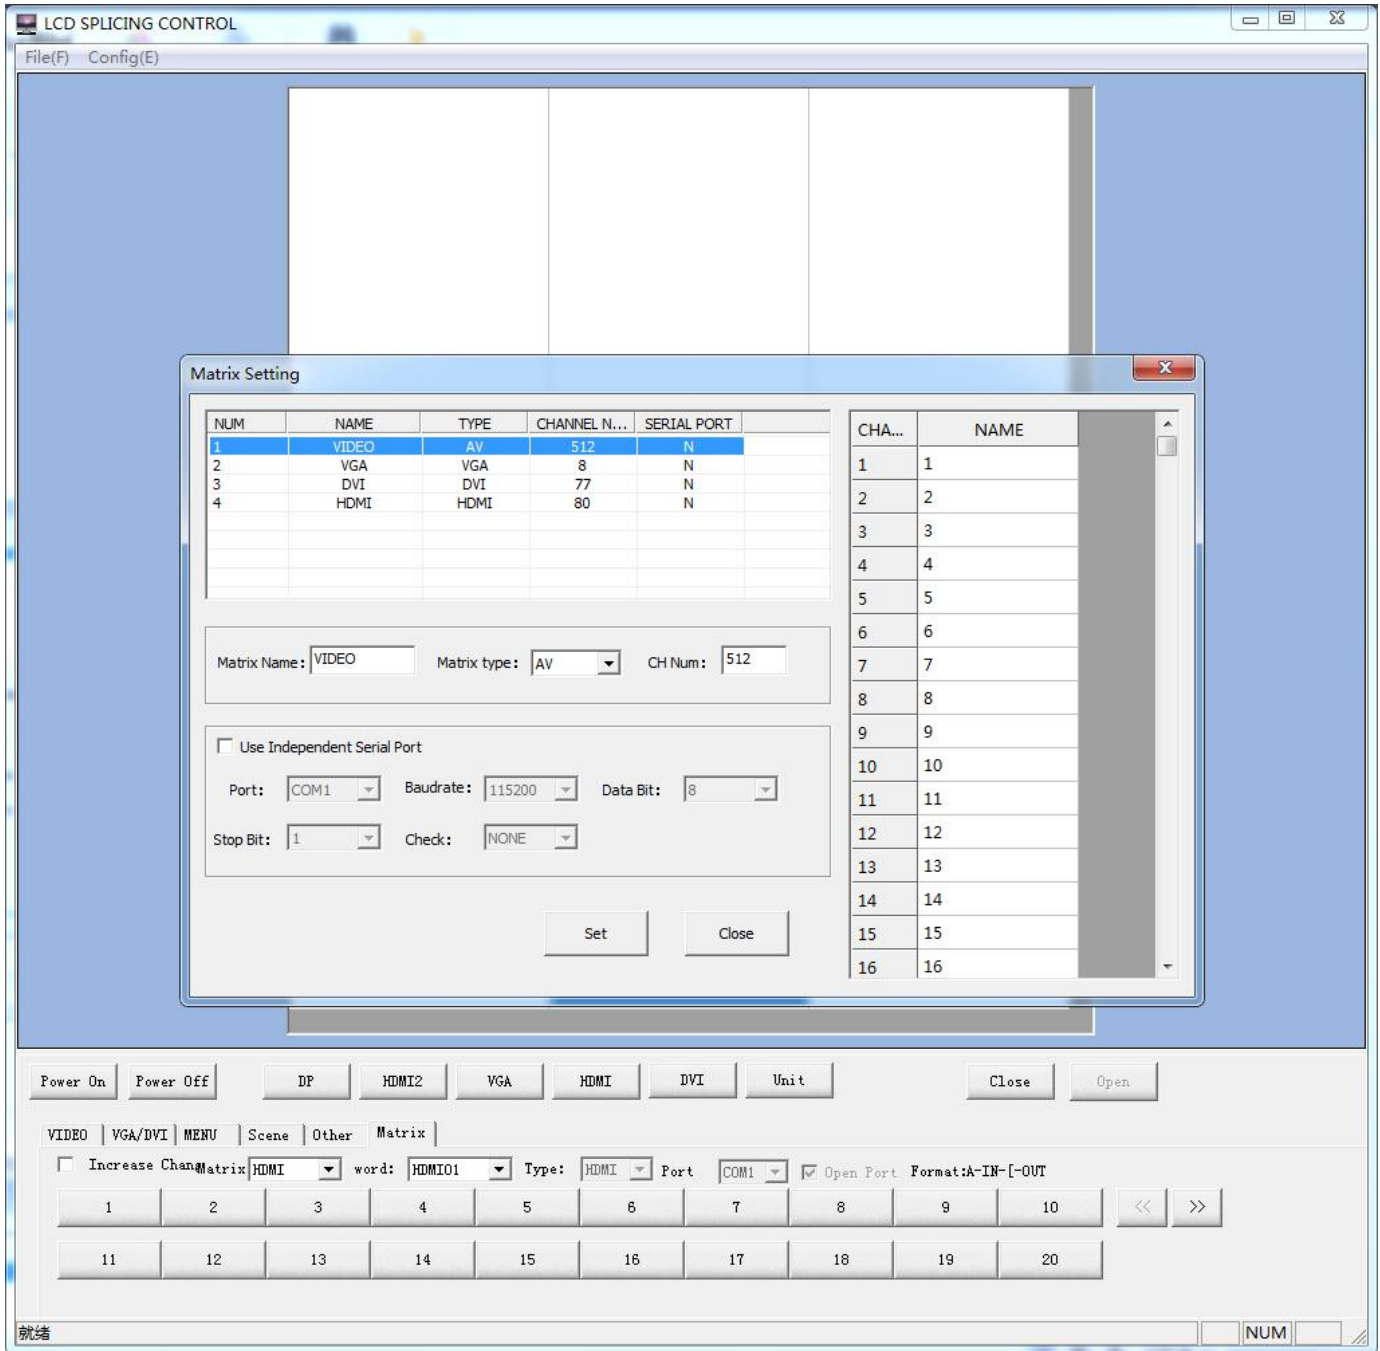 LCD SPLICING CONTROL
File(F) Config(E)
Matrix Setting
NUM NAME TYPE CHANNEL N... SERIAL PORT
1 VIDEO AV 512 N
2 VGA VGA 8 N
3 DVI DVI 77 N
4 HDMI HDMI 80 N
Matrix Name: VIDEO Matrix type: AV CH Num: 512
Use Independent Serial Port
Port: COM1 Baudrate: 115200 Data Bit: 8
Stop Bit: 1 Check: NONE
Set Close
CHA... NAME
1 1
2 2
3 3
4 4
5 5
6 6
7 7
8 8
9 9
10 10
11 11
12 12
13 13
14 14
15 15
16 16
Power On Power Off DP HDMI2 VGA HDMI DVI Unit Close Open
VIDEO VGA/DVI MENU Scene Other Matrix
Increase Chang Matrix HDMI word: HDMI01 Type: HDMI Port COM1 Open Port Format:A-IN-[-OUT
1 2 3 4 5 6 7 8 9 10 << >>
11 12 13 14 15 16 17 18 19 20
就绪 NUM